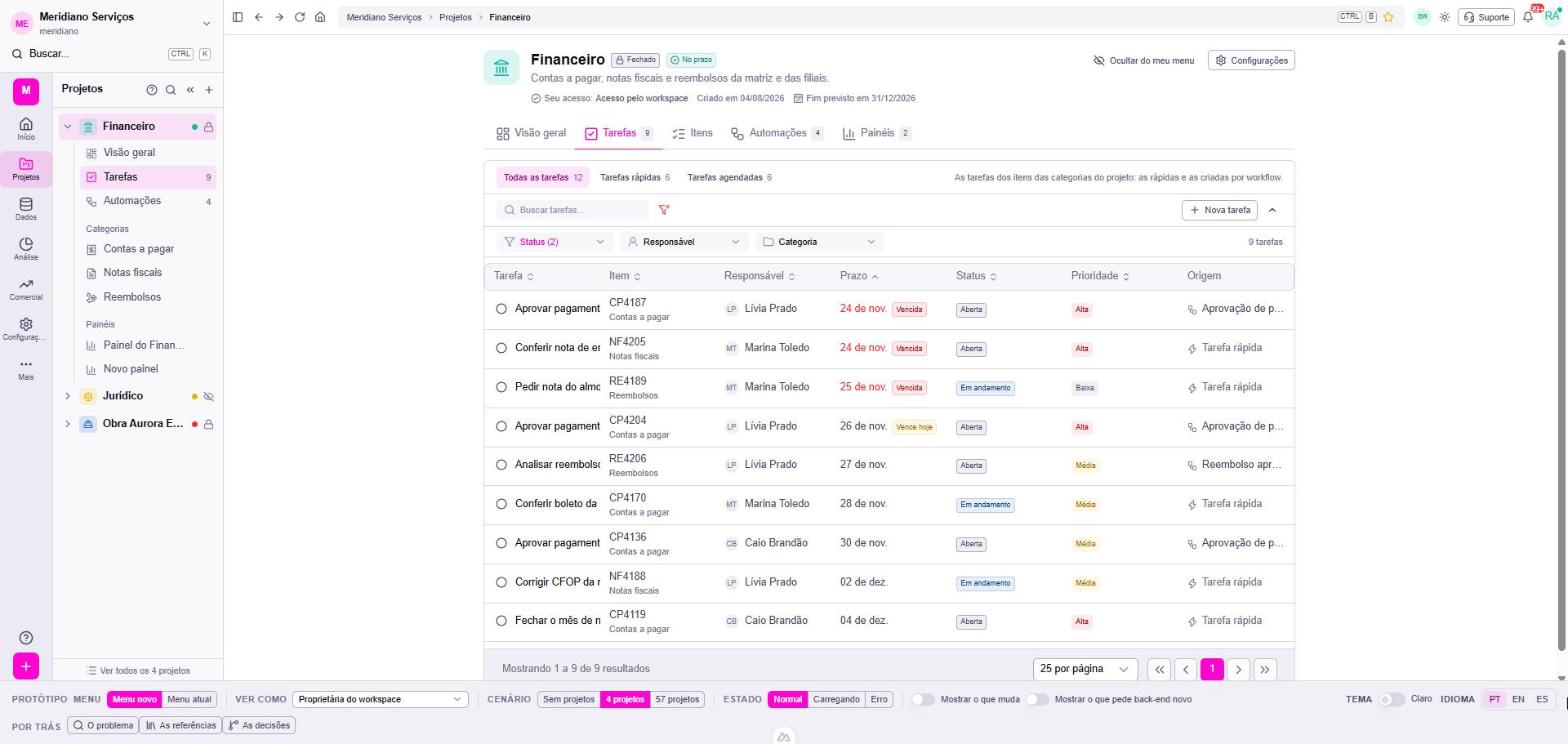 ME
Meridiano Serviços
meridiano
Buscar...
CTRL K
Meridiano Serviços > Projetos > Financeiro
CTRL B
BR
Suporte
99+
RA
M
Início
Projetos
Dados
Análise
Comercial
Configuraç...
Mais
Projetos
Financeiro
Visão geral
Tarefas 9
Automações 4
Categorias
Contas a pagar
Notas fiscais
Reembolsos
Painéis
Painel do Finan...
Novo painel
Jurídico
Obra Aurora E...
Ver todos os 4 projetos
Financeiro Fechado No prazo
Contas a pagar, notas fiscais e reembolsos da matriz e das filiais.
Seu acesso: Acesso pelo workspace Criado em 04/08/2026 Fim previsto em 31/12/2026
Ocultar do meu menu Configurações
Visão geral Tarefas 9 Itens Automações 4 Painéis 2
Todas as tarefas 12 Tarefas rápidas 6 Tarefas agendadas 6 As tarefas dos itens das categorias do projeto: as rápidas e as criadas por workflow.
Buscar tarefas... Nova tarefa
Status (2) Responsável Categoria 9 tarefas
Tarefa Item Responsável Prazo Status Prioridade Origem
Aprovar pagament CP4187 Contas a pagar LP Lívia Prado 24 de nov. Vencida Aberta Alta Aprovação de p...
Conferir nota de er NF4205 Notas fiscais MT Marina Toledo 24 de nov. Vencida Aberta Alta Tarefa rápida
Pedir nota do almo RE4189 Reembolsos MT Marina Toledo 25 de nov. Vencida Em andamento Baixa Tarefa rápida
Aprovar pagament CP4204 Contas a pagar LP Lívia Prado 26 de nov. Vence hoje Aberta Alta Aprovação de p...
Analisar reembolso RE4206 Reembolsos LP Lívia Prado 27 de nov. Aberta Média Reembolso apr...
Conferir boleto da CP4170 Contas a pagar MT Marina Toledo 28 de nov. Em andamento Média Tarefa rápida
Aprovar pagament CP4136 Contas a pagar CB Caio Brandão 30 de nov. Aberta Média Aprovação de p...
Corrigir CFOP da r NF4188 Notas fiscais LP Lívia Prado 02 de dez. Em andamento Média Tarefa rápida
Fechar o mês de n CP4119 Contas a pagar CB Caio Brandão 04 de dez. Aberta Alta Tarefa rápida
Mostrando 1 a 9 de 9 resultados 25 por página 1
PROTÓTIPO MENU Menu novo Menu atual VER COMO Proprietária do workspace CENÁRIO Sem projetos 4 projetos 57 projetos ESTADO Normal Carregando Erro Mostrar o que muda Mostrar o que pede back-end novo TEMA Claro IDIOMA PT EN ES
POR TRÁS O problema As referências As decisões